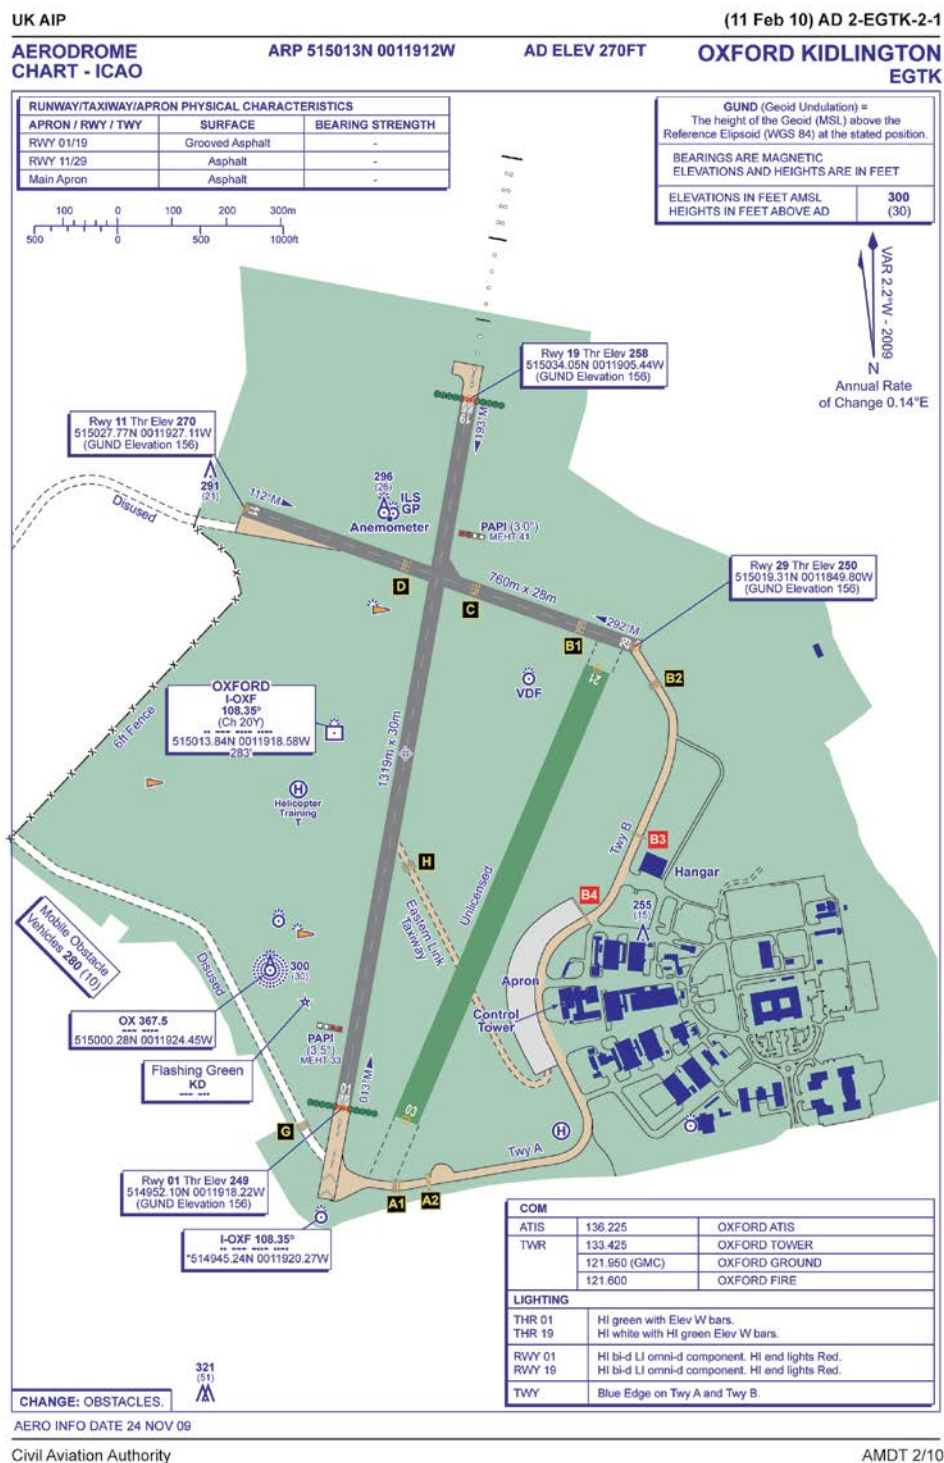 UK AIP
(11 Feb 10) AD 2-EGTK-2-1
AERODROME
CHART - ICAO
ARP 515013N 0011912W
AD ELEV 270FT
OXFORD KIDLINGTON
EGTK
RUNWAY/TAXIWAY/APRON PHYSICAL CHARACTERISTICS
APRON / RWY / TWY SURFACE BEARING STRENGTH
RWY 01/19 Grooved Asphalt -
RWY 11/29 Asphalt -
Main Apron Asphalt -
GUND (Geoid Undulation) =
The height of the Geoid (MSL) above the
Reference Elipsoid (WGS 84) at the stated position.
BEARINGS ARE MAGNETIC
ELEVATIONS AND HEIGHTS ARE IN FEET
ELEVATIONS IN FEET AMSL 300
HEIGHTS IN FEET ABOVE AD (30)
100 0 100 200 300m
500 0 500 1000ft
VAR 2.2°W - 2009
N
Annual Rate
of Change 0.14°E
Rwy 19 Thr Elev 258
515034.05N 0011905.44W
(GUND Elevation 156)
19
193°M
Rwy 11 Thr Elev 270
515027.77N 0011927.11W
(GUND Elevation 156)
291
(21)
Disused
112°M
11
296
(26)
ILS
GP
Anemometer
PAPI (3.0°)
MEHT 41
Rwy 29 Thr Elev 250
515019.31N 0011849.80W
(GUND Elevation 156)
D
C
760m x 28m
292°M
B1
29
B2
21
VDF
OXFORD
I-OXF
108.35°
(Ch 20Y)
515013.84N 0011918.58W
283'
6ft Fence
1319m x 30m
H
Helicopter
Training
T
Twy B
B3
Hangar
H
Eastern Link
Taxiway
Unlicensed
B4
255
(15)
Mobile Obstacle
Vehicles 280 (10)
Disused
300
(30)
Apron
Control
Tower
OX 367.5
515000.28N 0011924.45W
PAPI
(3.5°)
MEHT 33
Flashing Green
KD
01
013°M
03
G
H
Twy A
Rwy 01 Thr Elev 249
514952.10N 0011918.22W
(GUND Elevation 156)
A1
A2
I-OXF 108.35°
*514945.24N 0011920.27W
COM
ATIS 136.225 OXFORD ATIS
TWR 133.425 OXFORD TOWER
121.950 (GMC) OXFORD GROUND
121.600 OXFORD FIRE
LIGHTING
THR 01 HI green with Elev W bars.
THR 19 HI white with HI green Elev W bars.
RWY 01 HI bi-d LI omni-d component. HI end lights Red.
RWY 19 HI bi-d LI omni-d component. HI end lights Red.
TWY Blue Edge on Twy A and Twy B.
321
(51)
CHANGE: OBSTACLES.
AERO INFO DATE 24 NOV 09
Civil Aviation Authority
AMDT 2/10